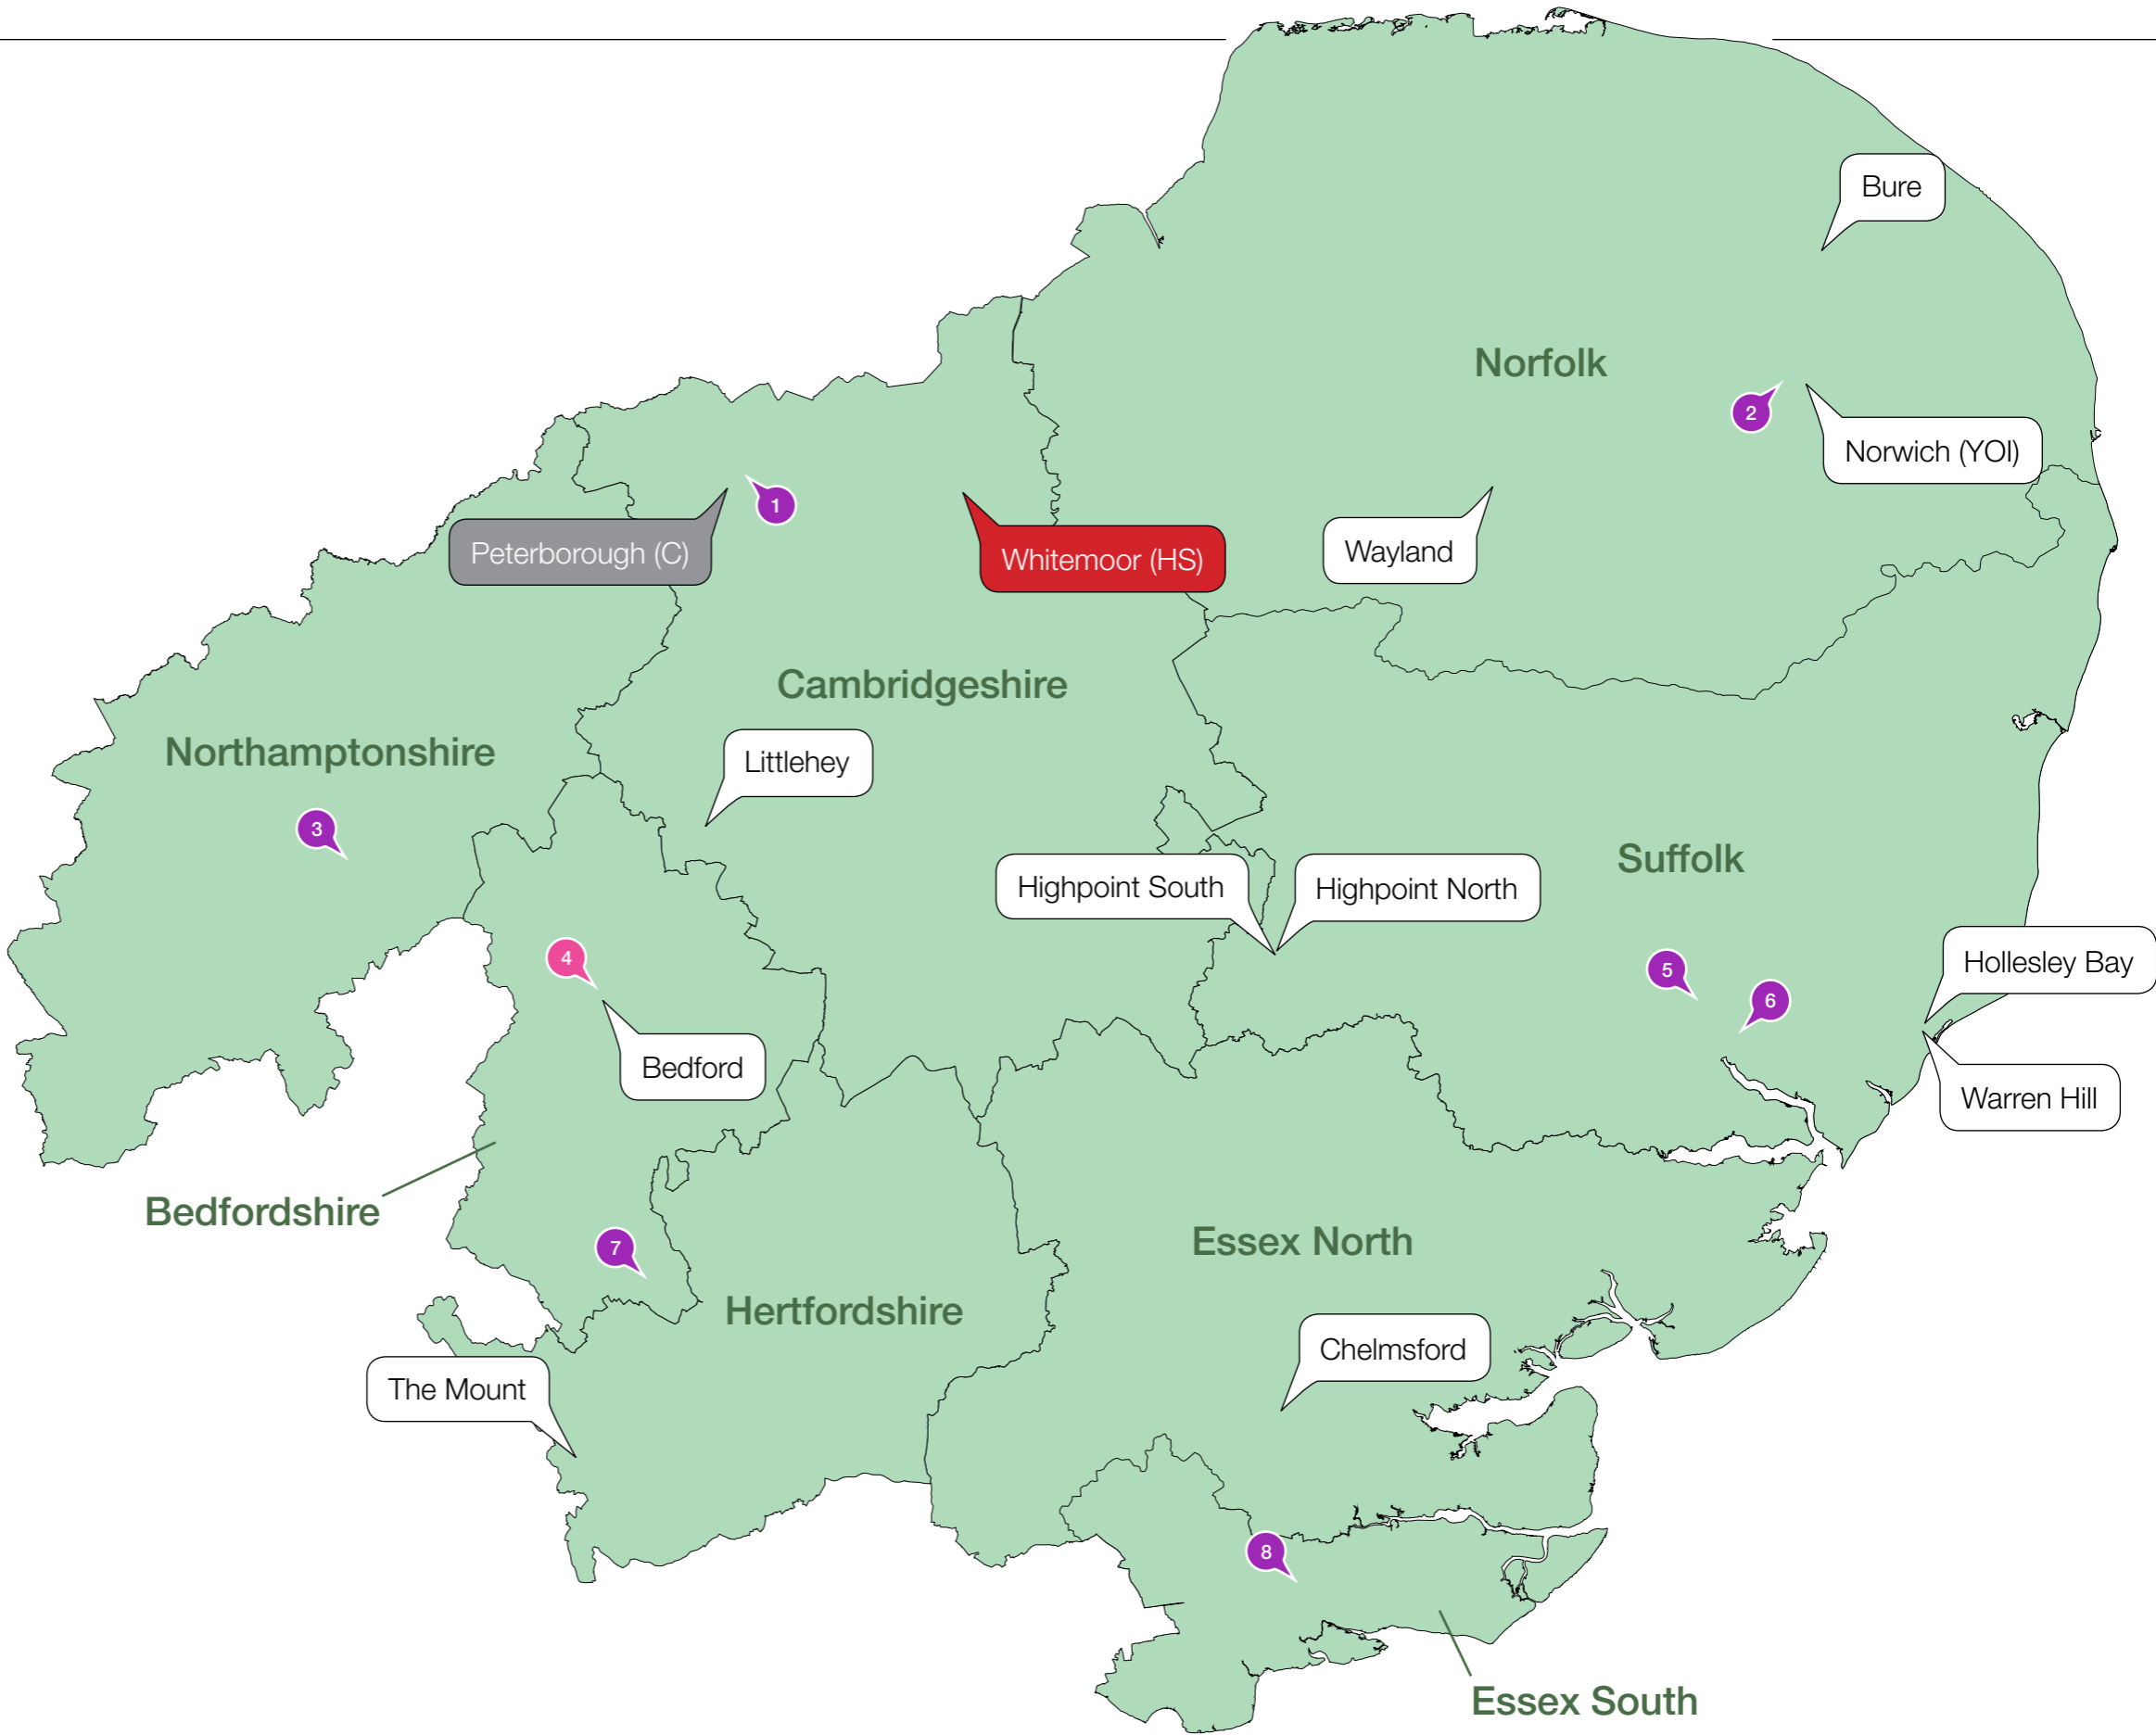 Bure
Norfolk
2
Norwich (YOI)
1
Peterborough (C)
Whitemoor (HS)
Wayland
Cambridgeshire
Northamptonshire
Littlehey
3
Suffolk
Highpoint South
Highpoint North
4
5
6
Hollesley Bay
Bedford
Warren Hill
Bedfordshire
7
Essex North
Hertfordshire
Chelmsford
The Mount
8
Essex South